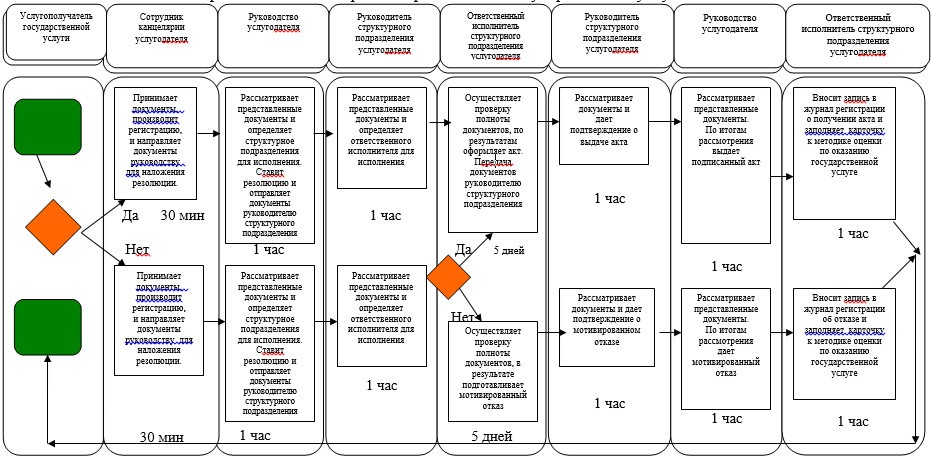 Услугополучатель
государственной
услуги
Сотрудник
канцелярии
услугодателя
Руководство
услугодателя
Руководитель
структурного
подразделения
услугодателя
Ответственный
исполнитель
структурного
подразделения
услугодателя
Руководитель
структурного
подразделения
услугодателя
Руководство
услугодателя
Ответственный
исполнитель структурного
подразделения
услугодателя
Принимает
документы,
производит
регистрацию,
и направляет
документы
руководству
для наложения
резолюции.
Да
30 мин
Рассматривает
представленные
документы и
определяет
структурное
подразделения
для исполнения.
Ставит
резолюцию и
отправляет
документы
руководителю
структурного
подразделения
1 час
Рассматривает
представленные
документы и
определяет
ответственного
исполнителя для
исполнения
1 час
Осуществляет
проверку
полноты
документов, по
результатам
оформляет акт.
Передача
документов
руководителю
структурного
подразделения
Да
5 дней
Рассматривает
документы и
дает
подтверждение о
выдаче акта
1 час
Рассматривает
представленные
документы.
По итогам
рассмотрения
выдает
подписанный акт
1 час
Вносит запись в
журнал регистрации
о получении акта и
заполняет карточку
к методике оценки
по оказанию
государственной
услуге
1 час
Нет
Принимает
документы,
производит
регистрацию,
и направляет
документы
руководству для
наложения
резолюции.
30 мин
Рассматривает
представленные
документы и
определяет
структурное
подразделения
для исполнения.
Ставит
резолюцию и
отправляет
документы
руководителю
структурного
подразделения
1 час
Рассматривает
представленные
документы и
определяет
ответственного
исполнителя для
исполнения
1 час
Нет
Осуществляет
проверку
полноты
документов, в
результате
подготавливает
мотивированный
отказ
5 дней
Рассматривает
документы и дает
подтверждение о
мотивированном
отказе
1 час
Рассматривает
представленные
документы.
По итогам
рассмотрения
дает
мотивированный
отказ
1 час
Вносит запись в
журнал регистрации
об отказе и
заполняет карточку
к методике оценки
по оказанию
государственной
услуге
1 час